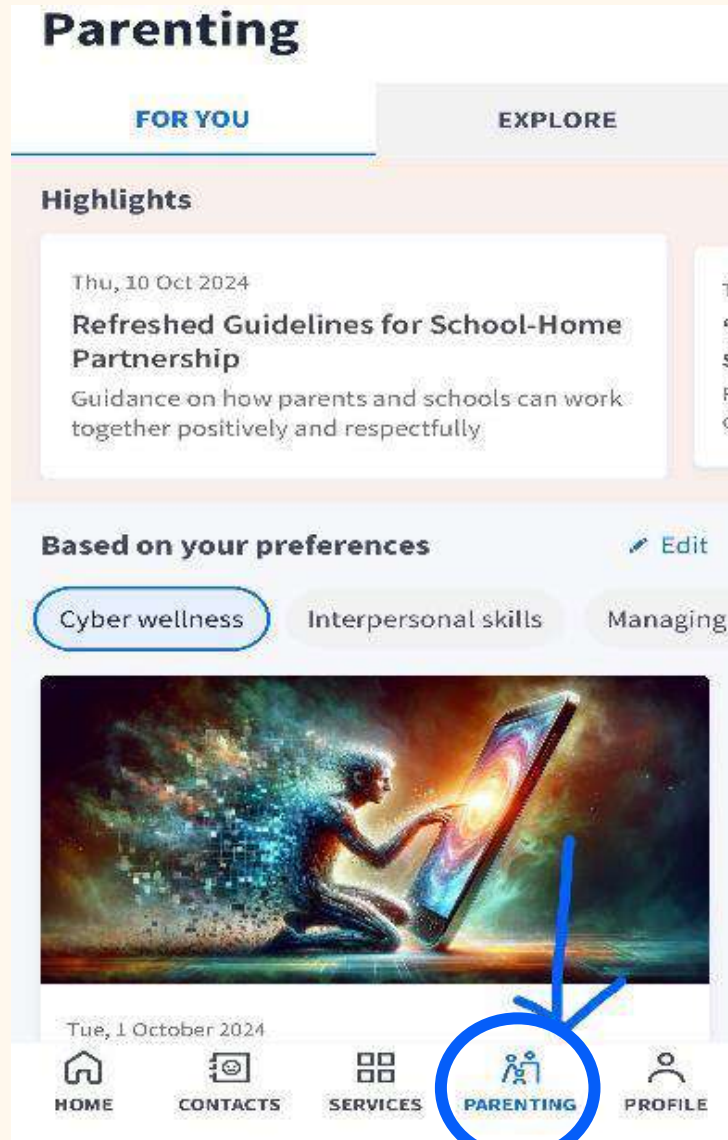 Parenting
FOR YOU
EXPLORE
Highlights
Thu, 10 Oct 2024
Refreshed Guidelines for School-Home
Partnership
Guidance on how parents and schools can work
together positively and respectfully
Based on your preferences
Edit
Cyber wellness
Interpersonal skills
Managing
Tue, 1 October 2024
HOME
CONTACTS
SERVICES
PARENTING
PROFILE